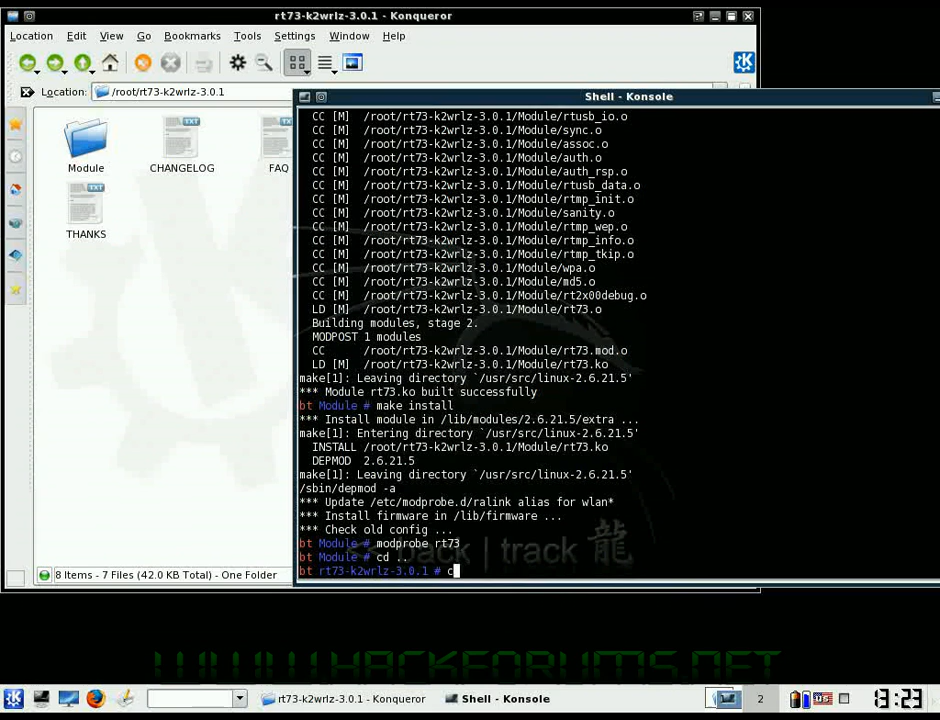 rt73-k2wrlz-3.0.1 - Konqueror
Location Edit View Go Bookmarks Tools Settings Window Help
Location: /root/rt73-k2wrlz-3.0.1
Module
CHANGELOG
FAQ
THANKS
8 Items - 7 Files (42.0 KB Total) - One Folder
Shell - Konsole
CC [M] /root/rt73-k2wrlz-3.0.1/Module/rtusb_io.o
CC [M] /root/rt73-k2wrlz-3.0.1/Module/sync.o
CC [M] /root/rt73-k2wrlz-3.0.1/Module/assoc.o
CC [M] /root/rt73-k2wrlz-3.0.1/Module/auth.o
CC [M] /root/rt73-k2wrlz-3.0.1/Module/auth_rsp.o
CC [M] /root/rt73-k2wrlz-3.0.1/Module/rtusb_data.o
CC [M] /root/rt73-k2wrlz-3.0.1/Module/rtmp_init.o
CC [M] /root/rt73-k2wrlz-3.0.1/Module/sanity.o
CC [M] /root/rt73-k2wrlz-3.0.1/Module/rtmp_wep.o
CC [M] /root/rt73-k2wrlz-3.0.1/Module/rtmp_info.o
CC [M] /root/rt73-k2wrlz-3.0.1/Module/rtmp_tkip.o
CC [M] /root/rt73-k2wrlz-3.0.1/Module/wpa.o
CC [M] /root/rt73-k2wrlz-3.0.1/Module/md5.o
CC [M] /root/rt73-k2wrlz-3.0.1/Module/rt2x00debug.o
LD [M] /root/rt73-k2wrlz-3.0.1/Module/rt73.o
Building modules, stage 2.
MODPOST 1 modules
CC /root/rt73-k2wrlz-3.0.1/Module/rt73.mod.o
LD [M] /root/rt73-k2wrlz-3.0.1/Module/rt73.ko
make[1]: Leaving directory `/usr/src/linux-2.6.21.5'
*** Module rt73.ko built successfully
bt Module # make install
*** Install module in /lib/modules/2.6.21.5/extra ...
make[1]: Entering directory `/usr/src/linux-2.6.21.5'
INSTALL /root/rt73-k2wrlz-3.0.1/Module/rt73.ko
DEPMOD 2.6.21.5
make[1]: Leaving directory `/usr/src/linux-2.6.21.5'
/sbin/depmod -a
*** Update /etc/modprobe.d/ralink alias for wlan*
*** Install firmware in /lib/firmware ...
*** Check old config ...
bt Module # modprobe rt73
bt Module # cd ..
bt rt73-k2wrlz-3.0.1 # c
<< back | track 龍
WWW.HACKFORUMS.NET
rt73-k2wrlz-3.0.1 - Konqueror
Shell - Konsole
2
13:23